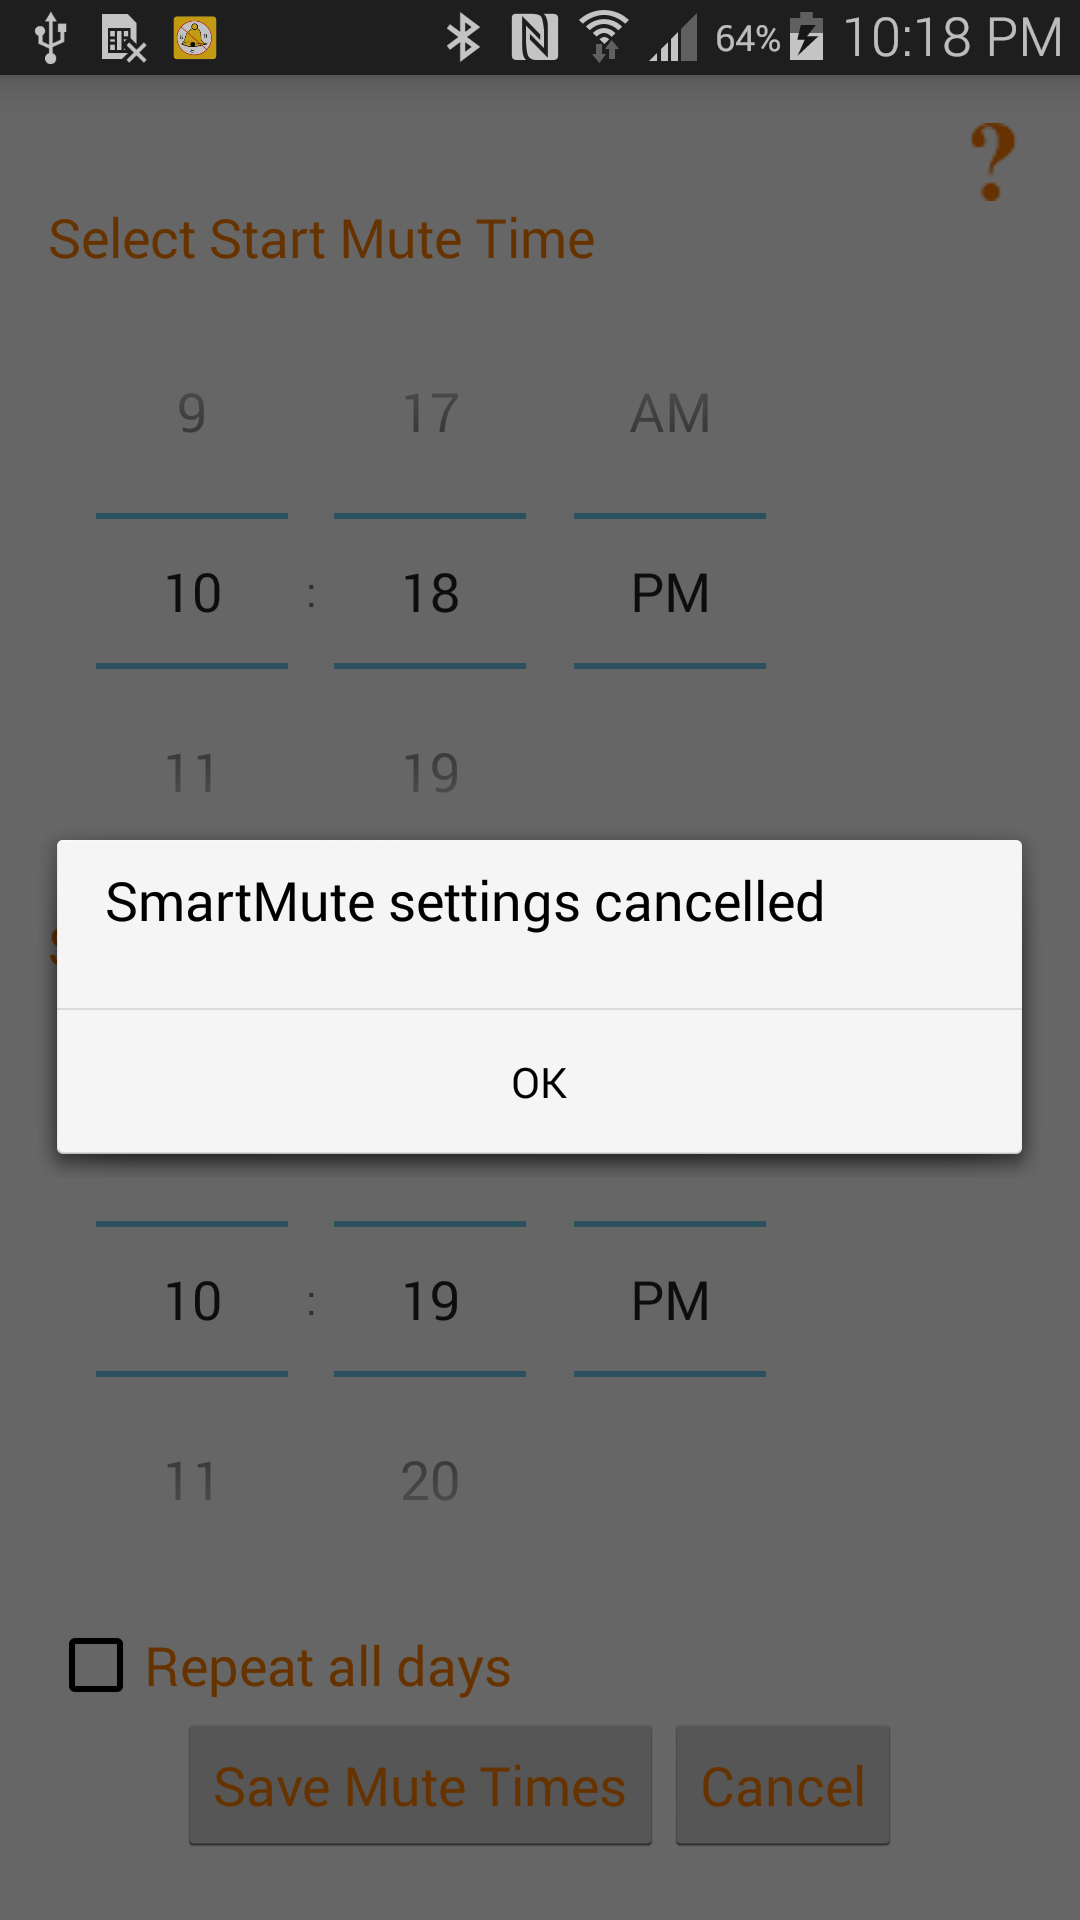 64% 10:18 PM
?
Select Start Mute Time
9 17 AM
10 : 18 PM
11 19
SmartMute settings cancelled
OK
10 : 19 PM
11 20
Repeat all days
Save Mute Times Cancel